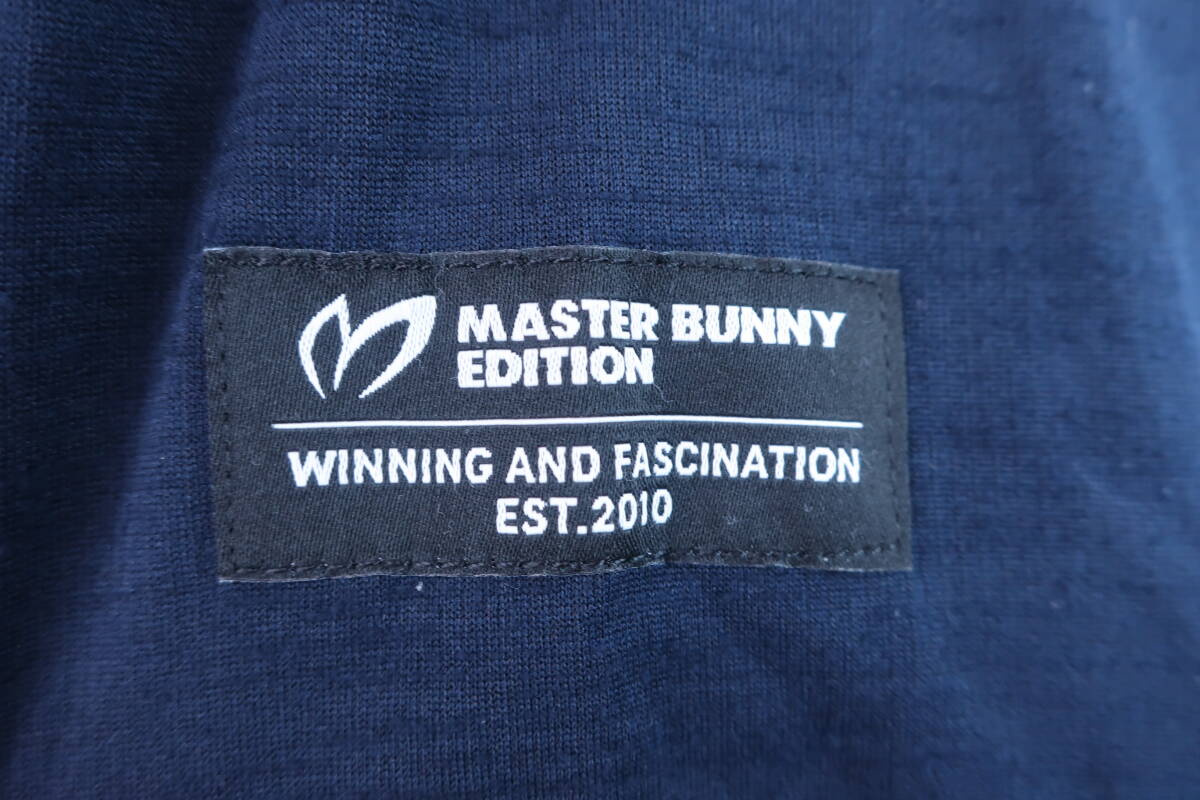 MASTER BUNNY
EDITION
WINNING AND FASCINATION
EST.2010